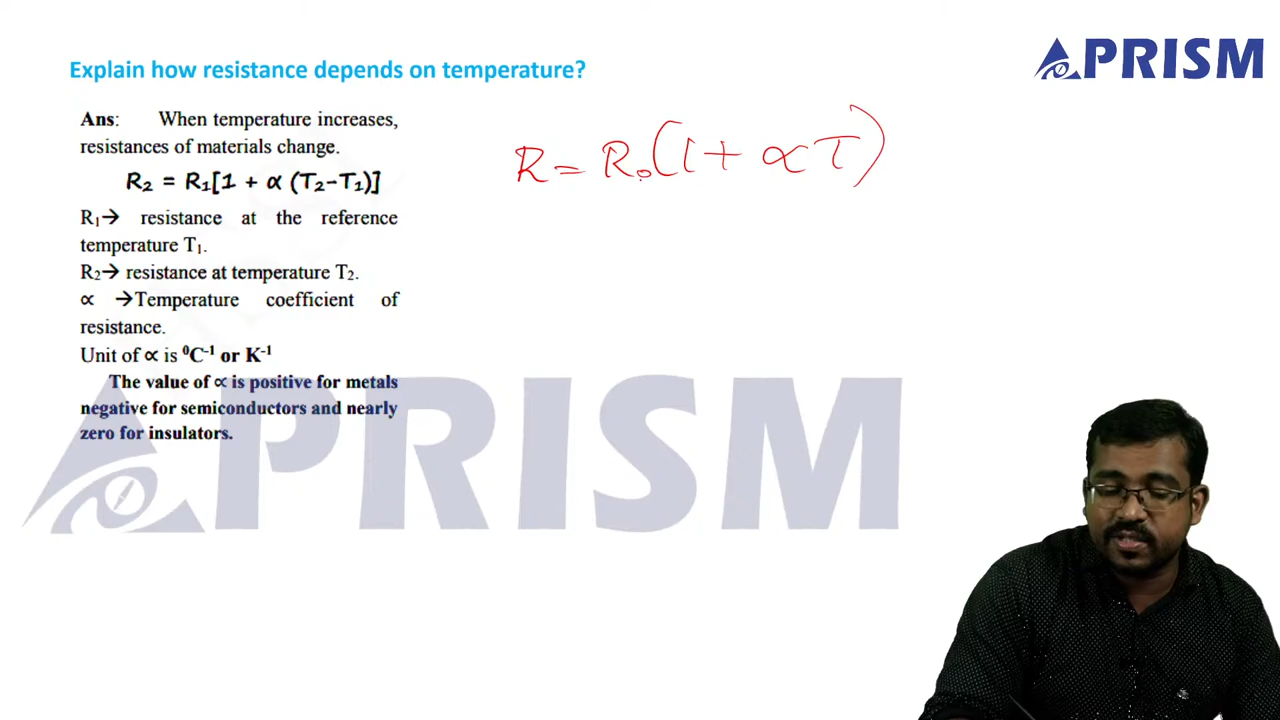 Explain how resistance depends on temperature?
PRISM
Ans: When temperature increases,
resistances of materials change.
R₂ = R₁[1 + α (T₂-T₁)]
R₁→ resistance at the reference
temperature T₁.
R₂→ resistance at temperature T₂.
∝ →Temperature coefficient of
resistance.
Unit of ∝ is ⁰C⁻¹ or K⁻¹
The value of ∝ is positive for metals
negative for semiconductors and nearly
zero for insulators.
R = R₀(1 + ∝T)
PRISM